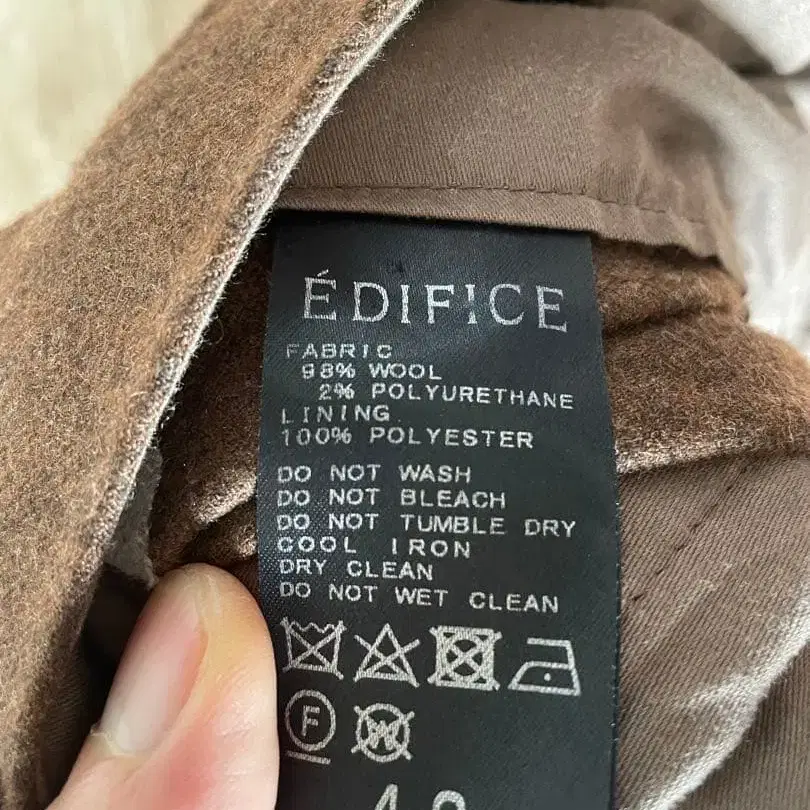 ÉDIFICE
FABRIC
98% WOOL
2% POLYURETHANE
LINING
100% POLYESTER
DO NOT WASH
DO NOT BLEACH
DO NOT TUMBLE DRY
COOL IRON
DRY CLEAN
DO NOT WET CLEAN
F W